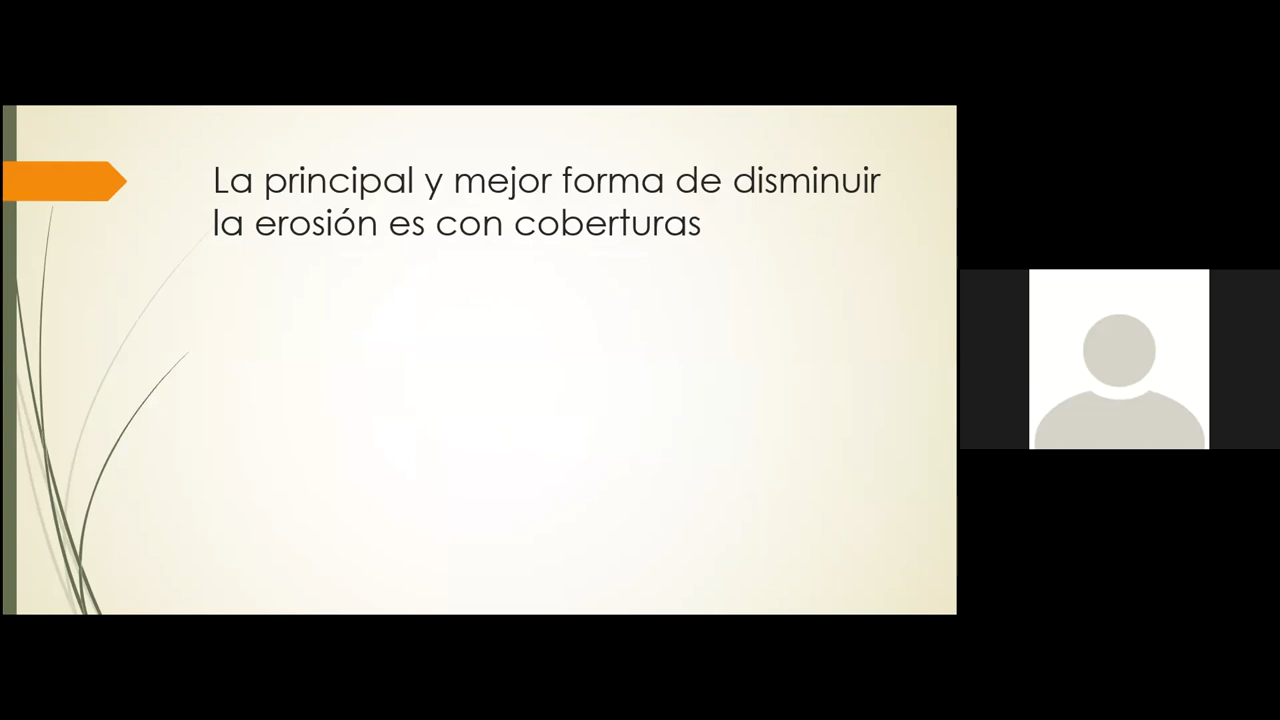 La principal y mejor forma de disminuir
la erosión es con coberturas